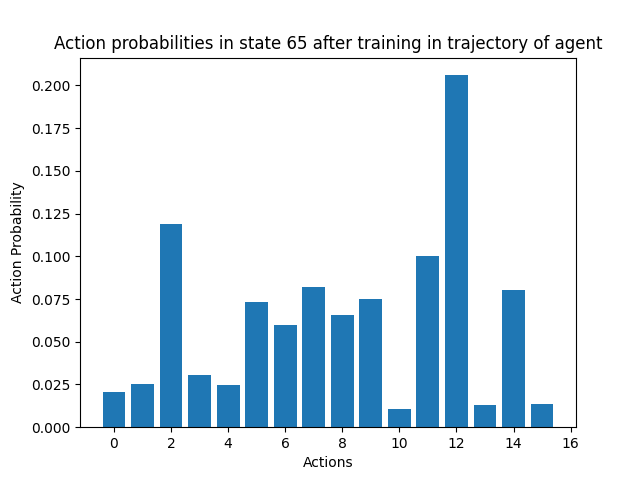 Action probabilities in state 65 after training in trajectory of agent
0.200
0.175
0.150
0.125
0.100
0.075
0.050
0.025
0.000
Action Probability
0 2 4 6 8 10 12 14 16
Actions